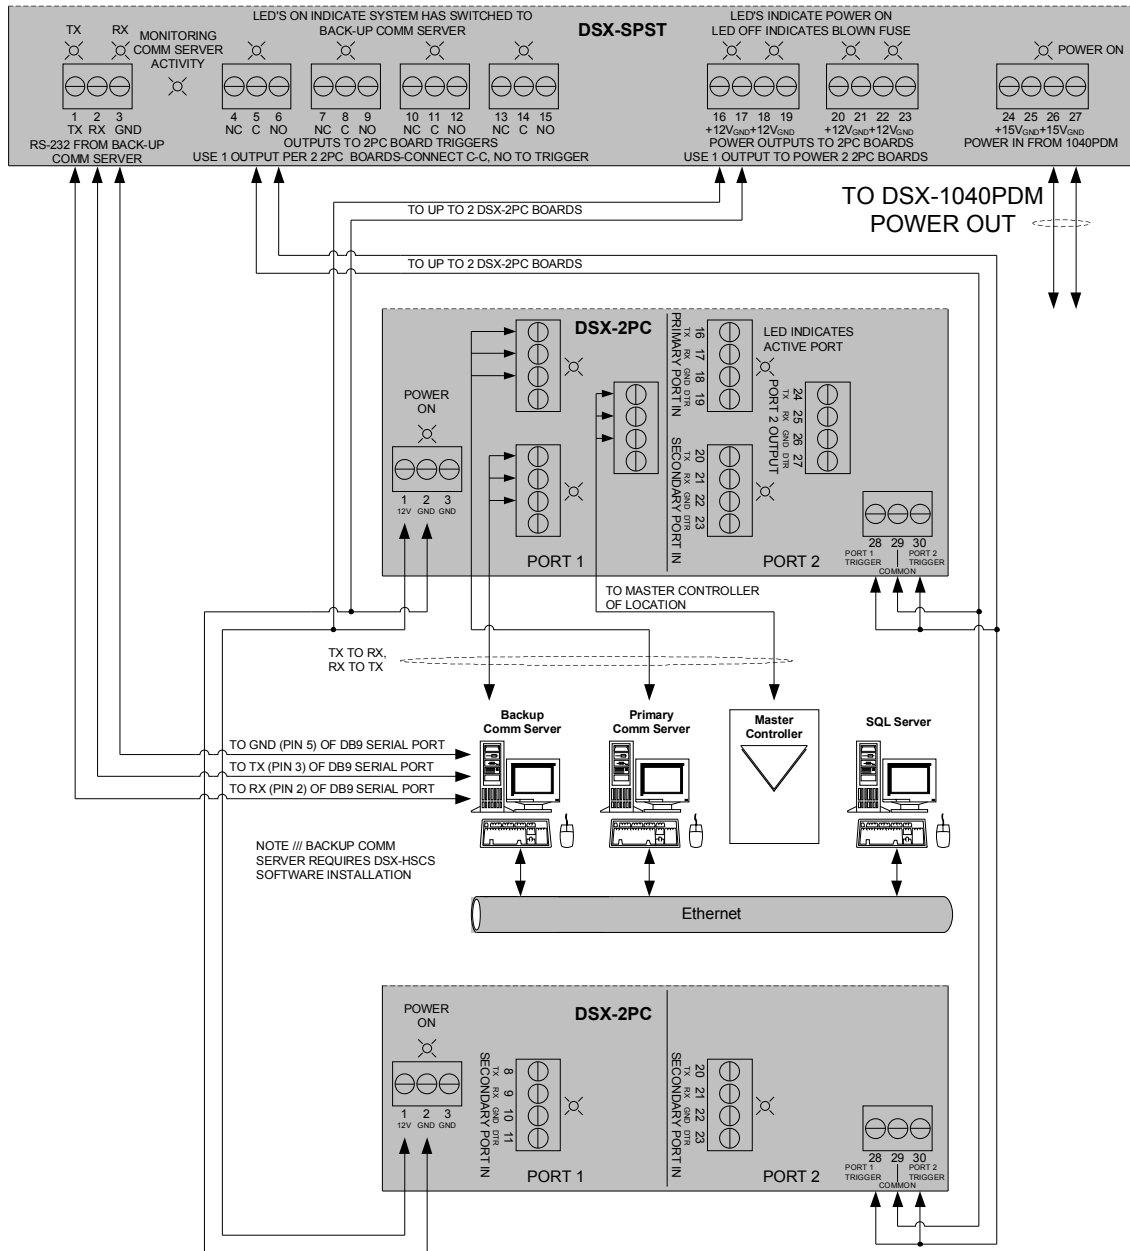 LED'S ON INDICATE SYSTEM HAS SWITCHED TO
BACK-UP COMM SERVER
DSX-SPST
LED'S INDICATE POWER ON
LED OFF INDICATES BLOWN FUSE
TX
RX
MONITORING
COMM SERVER
ACTIVITY
POWER ON
1 2 3
TX RX GND
RS-232 FROM BACK-UP
COMM SERVER
4 5 6 7 8 9 10 11 12 13 14 15
NC C NO NC C NO NC C NO NC C NO
OUTPUTS TO 2PC BOARD TRIGGERS
USE 1 OUTPUT PER 2 2PC BOARDS-CONNECT C-C, NO TO TRIGGER
16 17 18 19 20 21 22 23
+12V GND +12V GND +12V GND +12V GND
POWER OUTPUTS TO 2PC BOARDS
USE 1 OUTPUT TO POWER 2 2PC BOARDS
24 25 26 27
+15V GND +15V GND
POWER IN FROM 1040PDM
TO DSX-1040PDM
POWER OUT
TO UP TO 2 DSX-2PC BOARDS
TO UP TO 2 DSX-2PC BOARDS
DSX-2PC
POWER
ON
1 2 3
12V GND GND
PORT 1
PRIMARY PORT IN
TX RX GND DTR
16 17 18 19
LED INDICATES
ACTIVE PORT
PORT 2 OUTPUT
TX RX GND DTR
24 25 26 27
SECONDARY PORT IN
TX RX GND DTR
20 21 22 23
PORT 2
28 29 30
PORT 1
TRIGGER
PORT 2
TRIGGER
COMMON
TO MASTER CONTROLLER
OF LOCATION
TX TO RX,
RX TO TX
Backup
Comm Server
Primary
Comm Server
Master
Controller
SQL Server
TO GND (PIN 5) OF DB9 SERIAL PORT
TO TX (PIN 3) OF DB9 SERIAL PORT
TO RX (PIN 2) OF DB9 SERIAL PORT
NOTE /// BACKUP COMM
SERVER REQUIRES DSX-HSCS
SOFTWARE INSTALLATION
Ethernet
DSX-2PC
POWER
ON
1 2 3
12V GND GND
SECONDARY PORT IN
TX RX GND DTR
8 9 10 11
PORT 1
SECONDARY PORT IN
TX RX GND DTR
20 21 22 23
PORT 2
28 29 30
PORT 1
TRIGGER
PORT 2
TRIGGER
COMMON